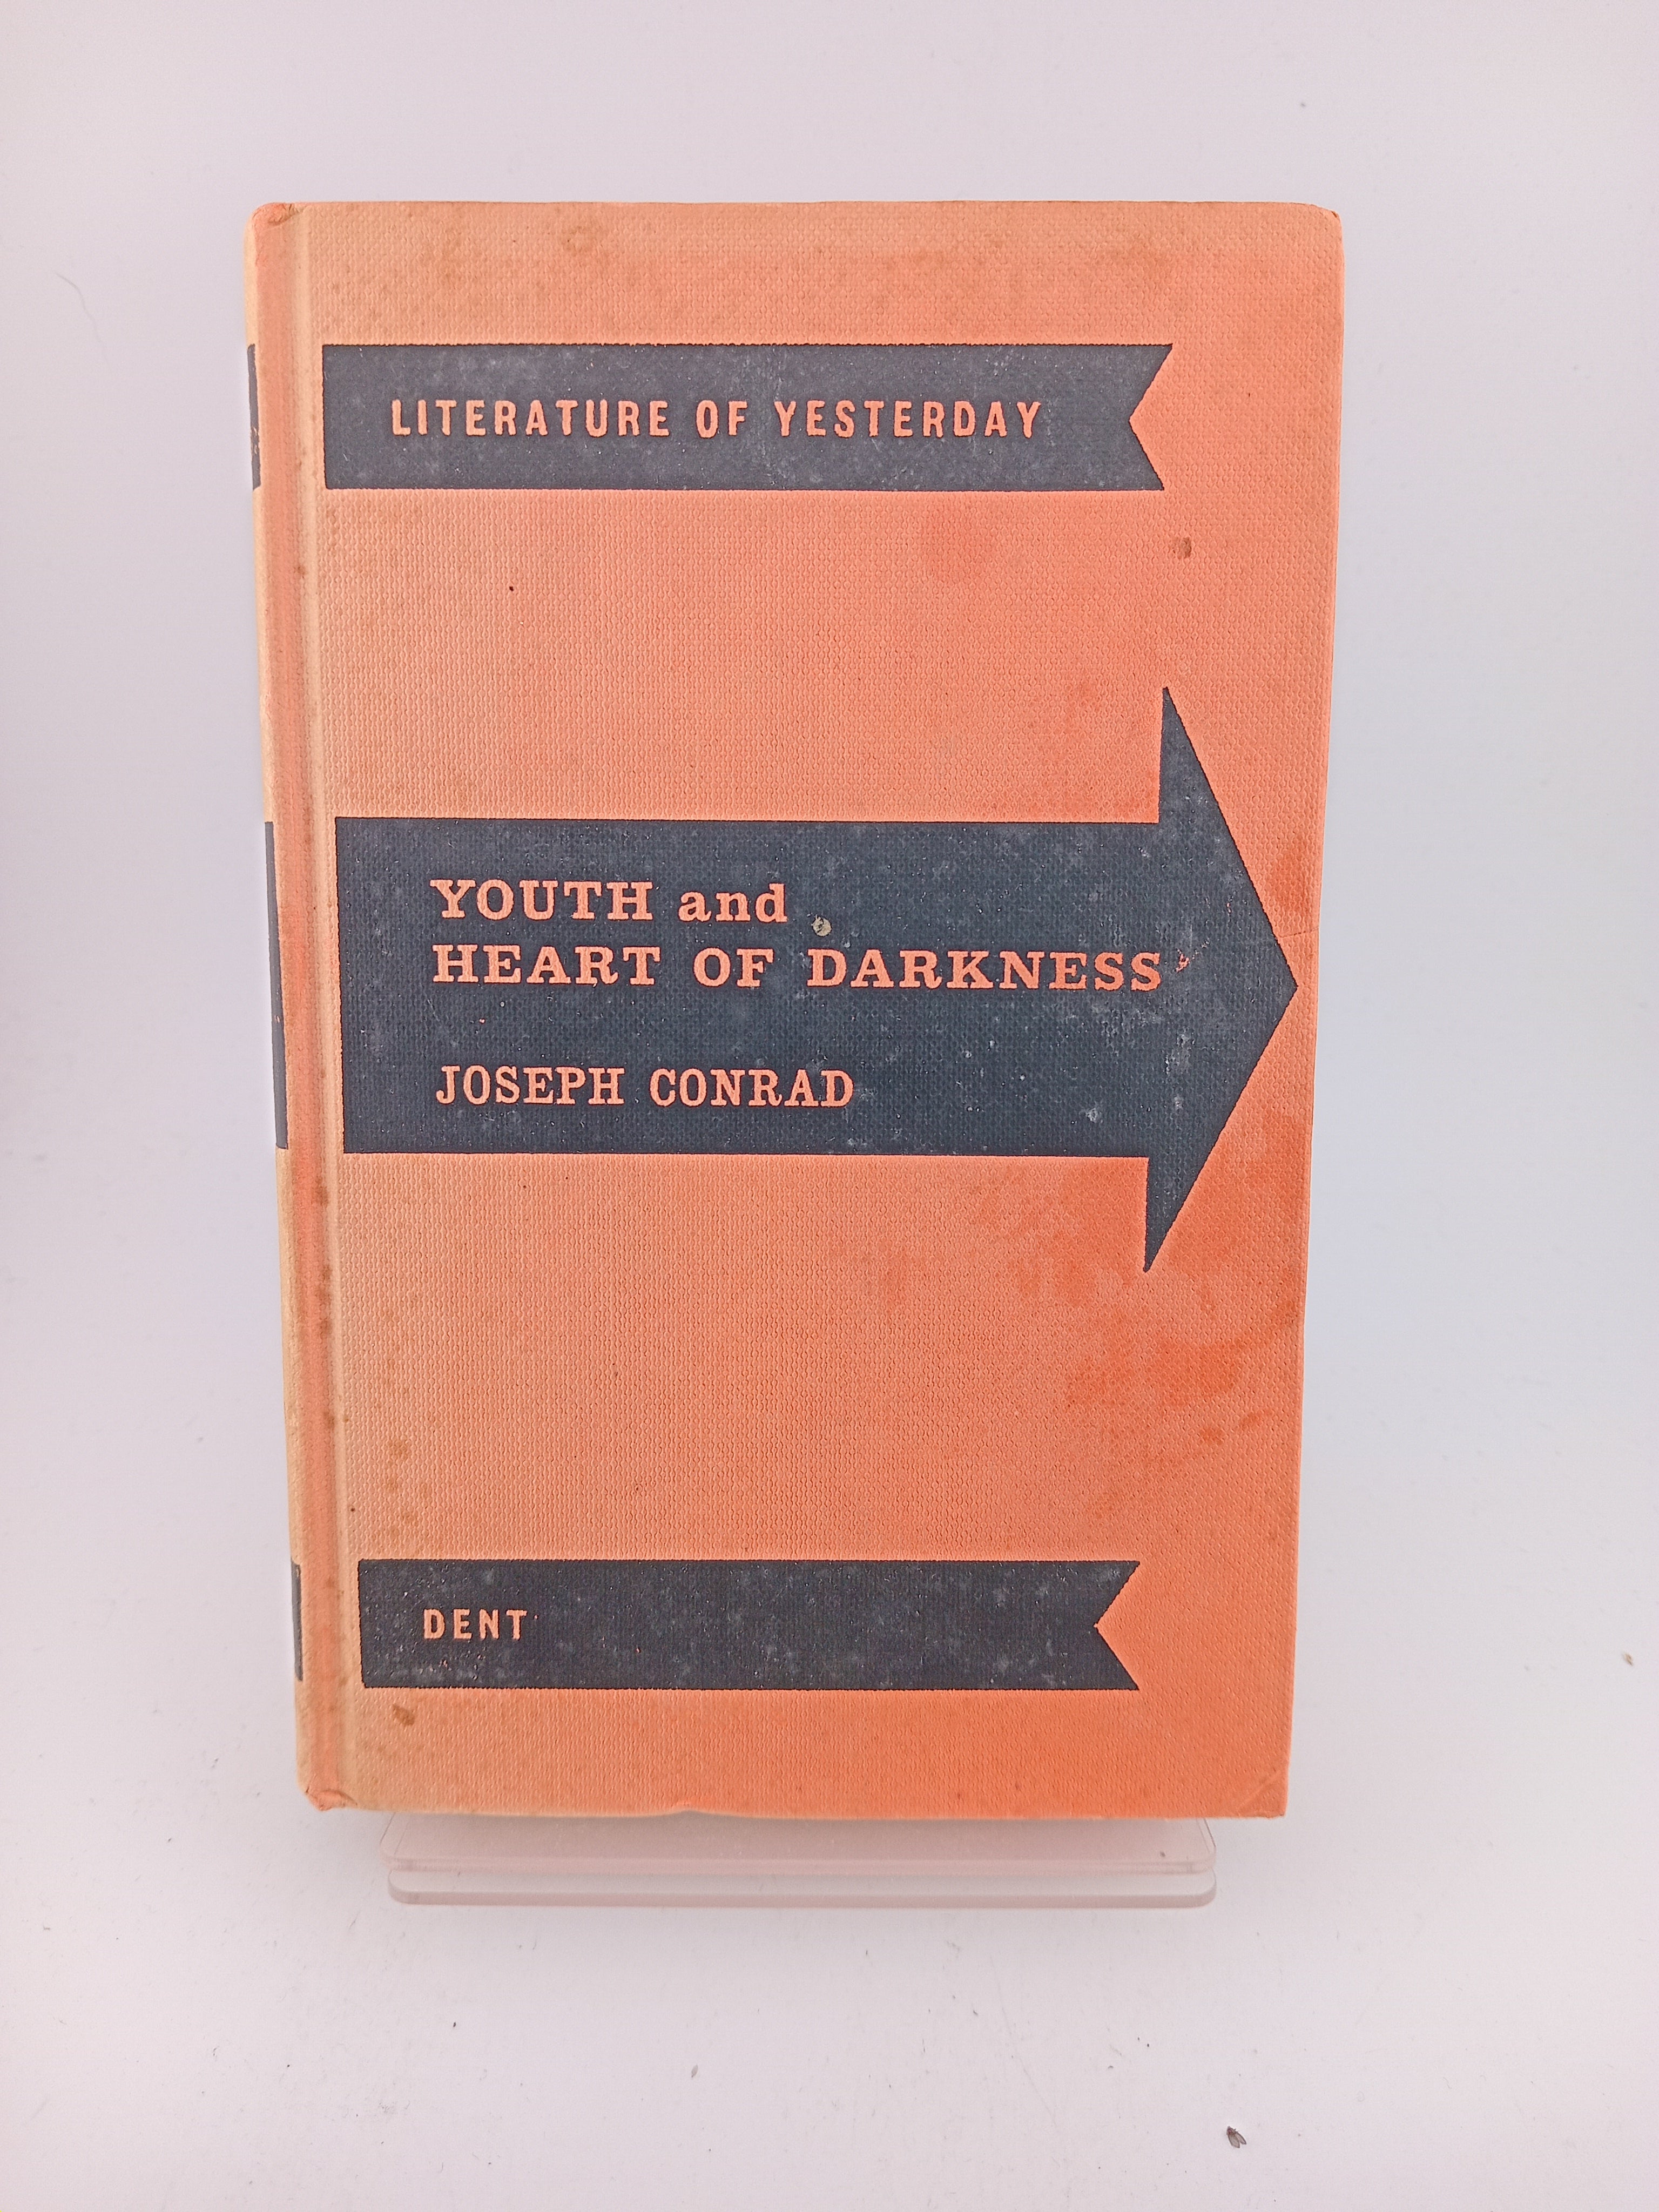 LITERATURE OF YESTERDAY
YOUTH and
HEART OF DARKNESS
JOSEPH CONRAD
DENT